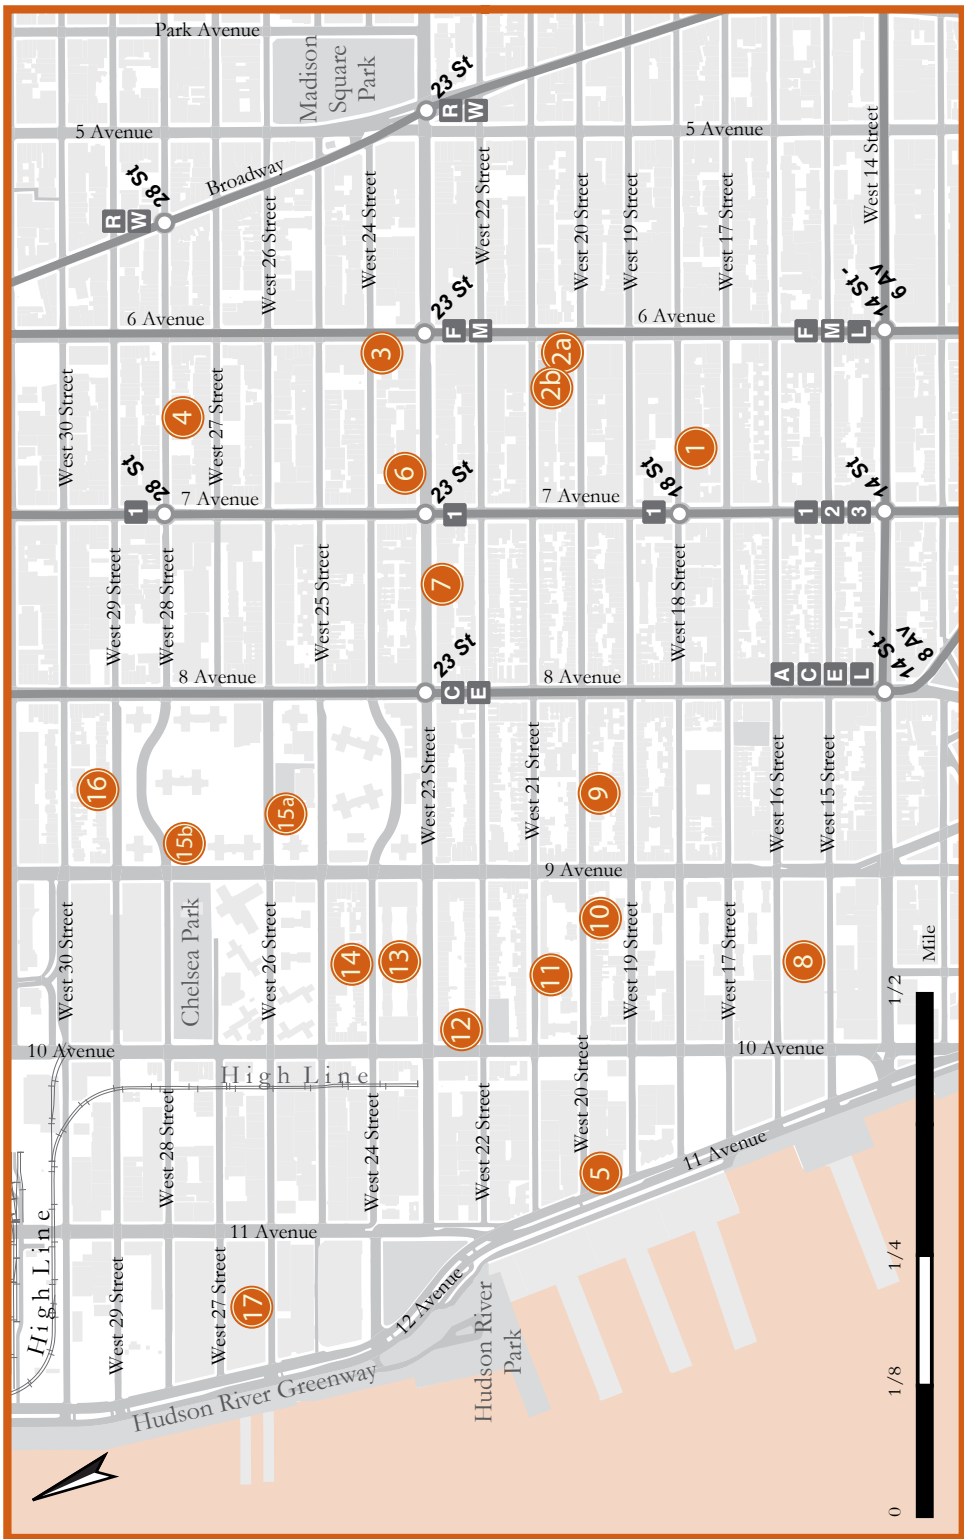 Park Avenue
Madison
Square
Park
23 St
R
W
5 Avenue
5 Avenue
West 14 Street
28 St
R
W
Broadway
West 26 Street
West 24 Street
West 22 Street
West 20 Street
West 19 Street
West 17 Street
6 Avenue
23 St
F
M
6 Avenue
14 St -
6 Av
F
M
L
3
2a
2b
4
1
6
West 30 Street
West 27 Street
28 St
1
7 Avenue
23 St
1
7 Avenue
18 St
1
14 St
1
2
3
7
West 29 Street
West 28 Street
West 25 Street
West 18 Street
8 Avenue
23 St
C
E
8 Avenue
14 St -
8 Av
A
C
E
L
16
15b
15a
9
West 23 Street
West 21 Street
West 16 Street
West 15 Street
9 Avenue
West 30 Street
Chelsea Park
West 26 Street
14
13
12
11
10
8
West 19 Street
West 17 Street
10 Avenue
10 Avenue
High Line
West 28 Street
West 24 Street
West 22 Street
West 20 Street
5
11 Avenue
11 Avenue
High Line
West 29 Street
West 27 Street
17
12 Avenue
Hudson River Greenway
Hudson River
Park
0
1/8
1/4
1/2
Mile